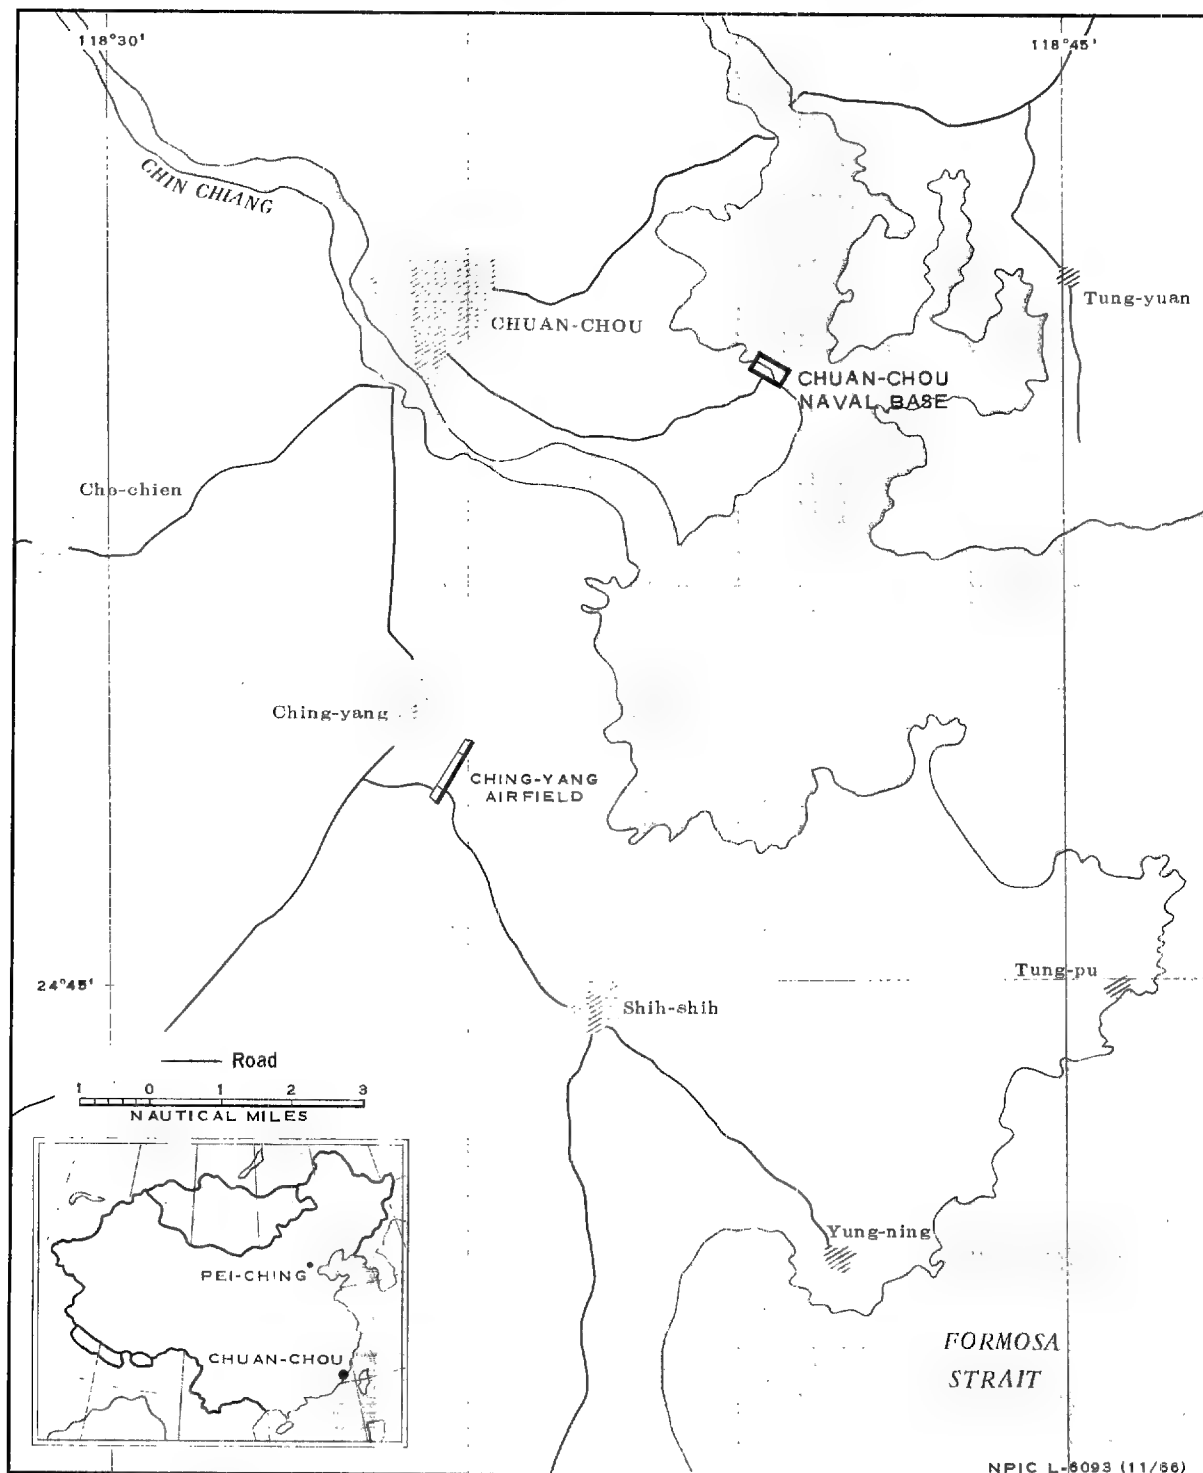 118°30'
118°45'
CHIN CHIANG
Tung-yuan
CHUAN-CHOU
CHUAN-CHOU
NAVAL BASE
Cho-chien
Ching-yang
CHING-YANG
AIRFIELD
Tung-pu
24°45'
Shih-shih
Road
1 0 1 2 3
NAUTICAL MILES
Yung-ning
PEI-CHING
CHUAN-CHOU
FORMOSA
STRAIT
NPIC L-6093 (11/66)